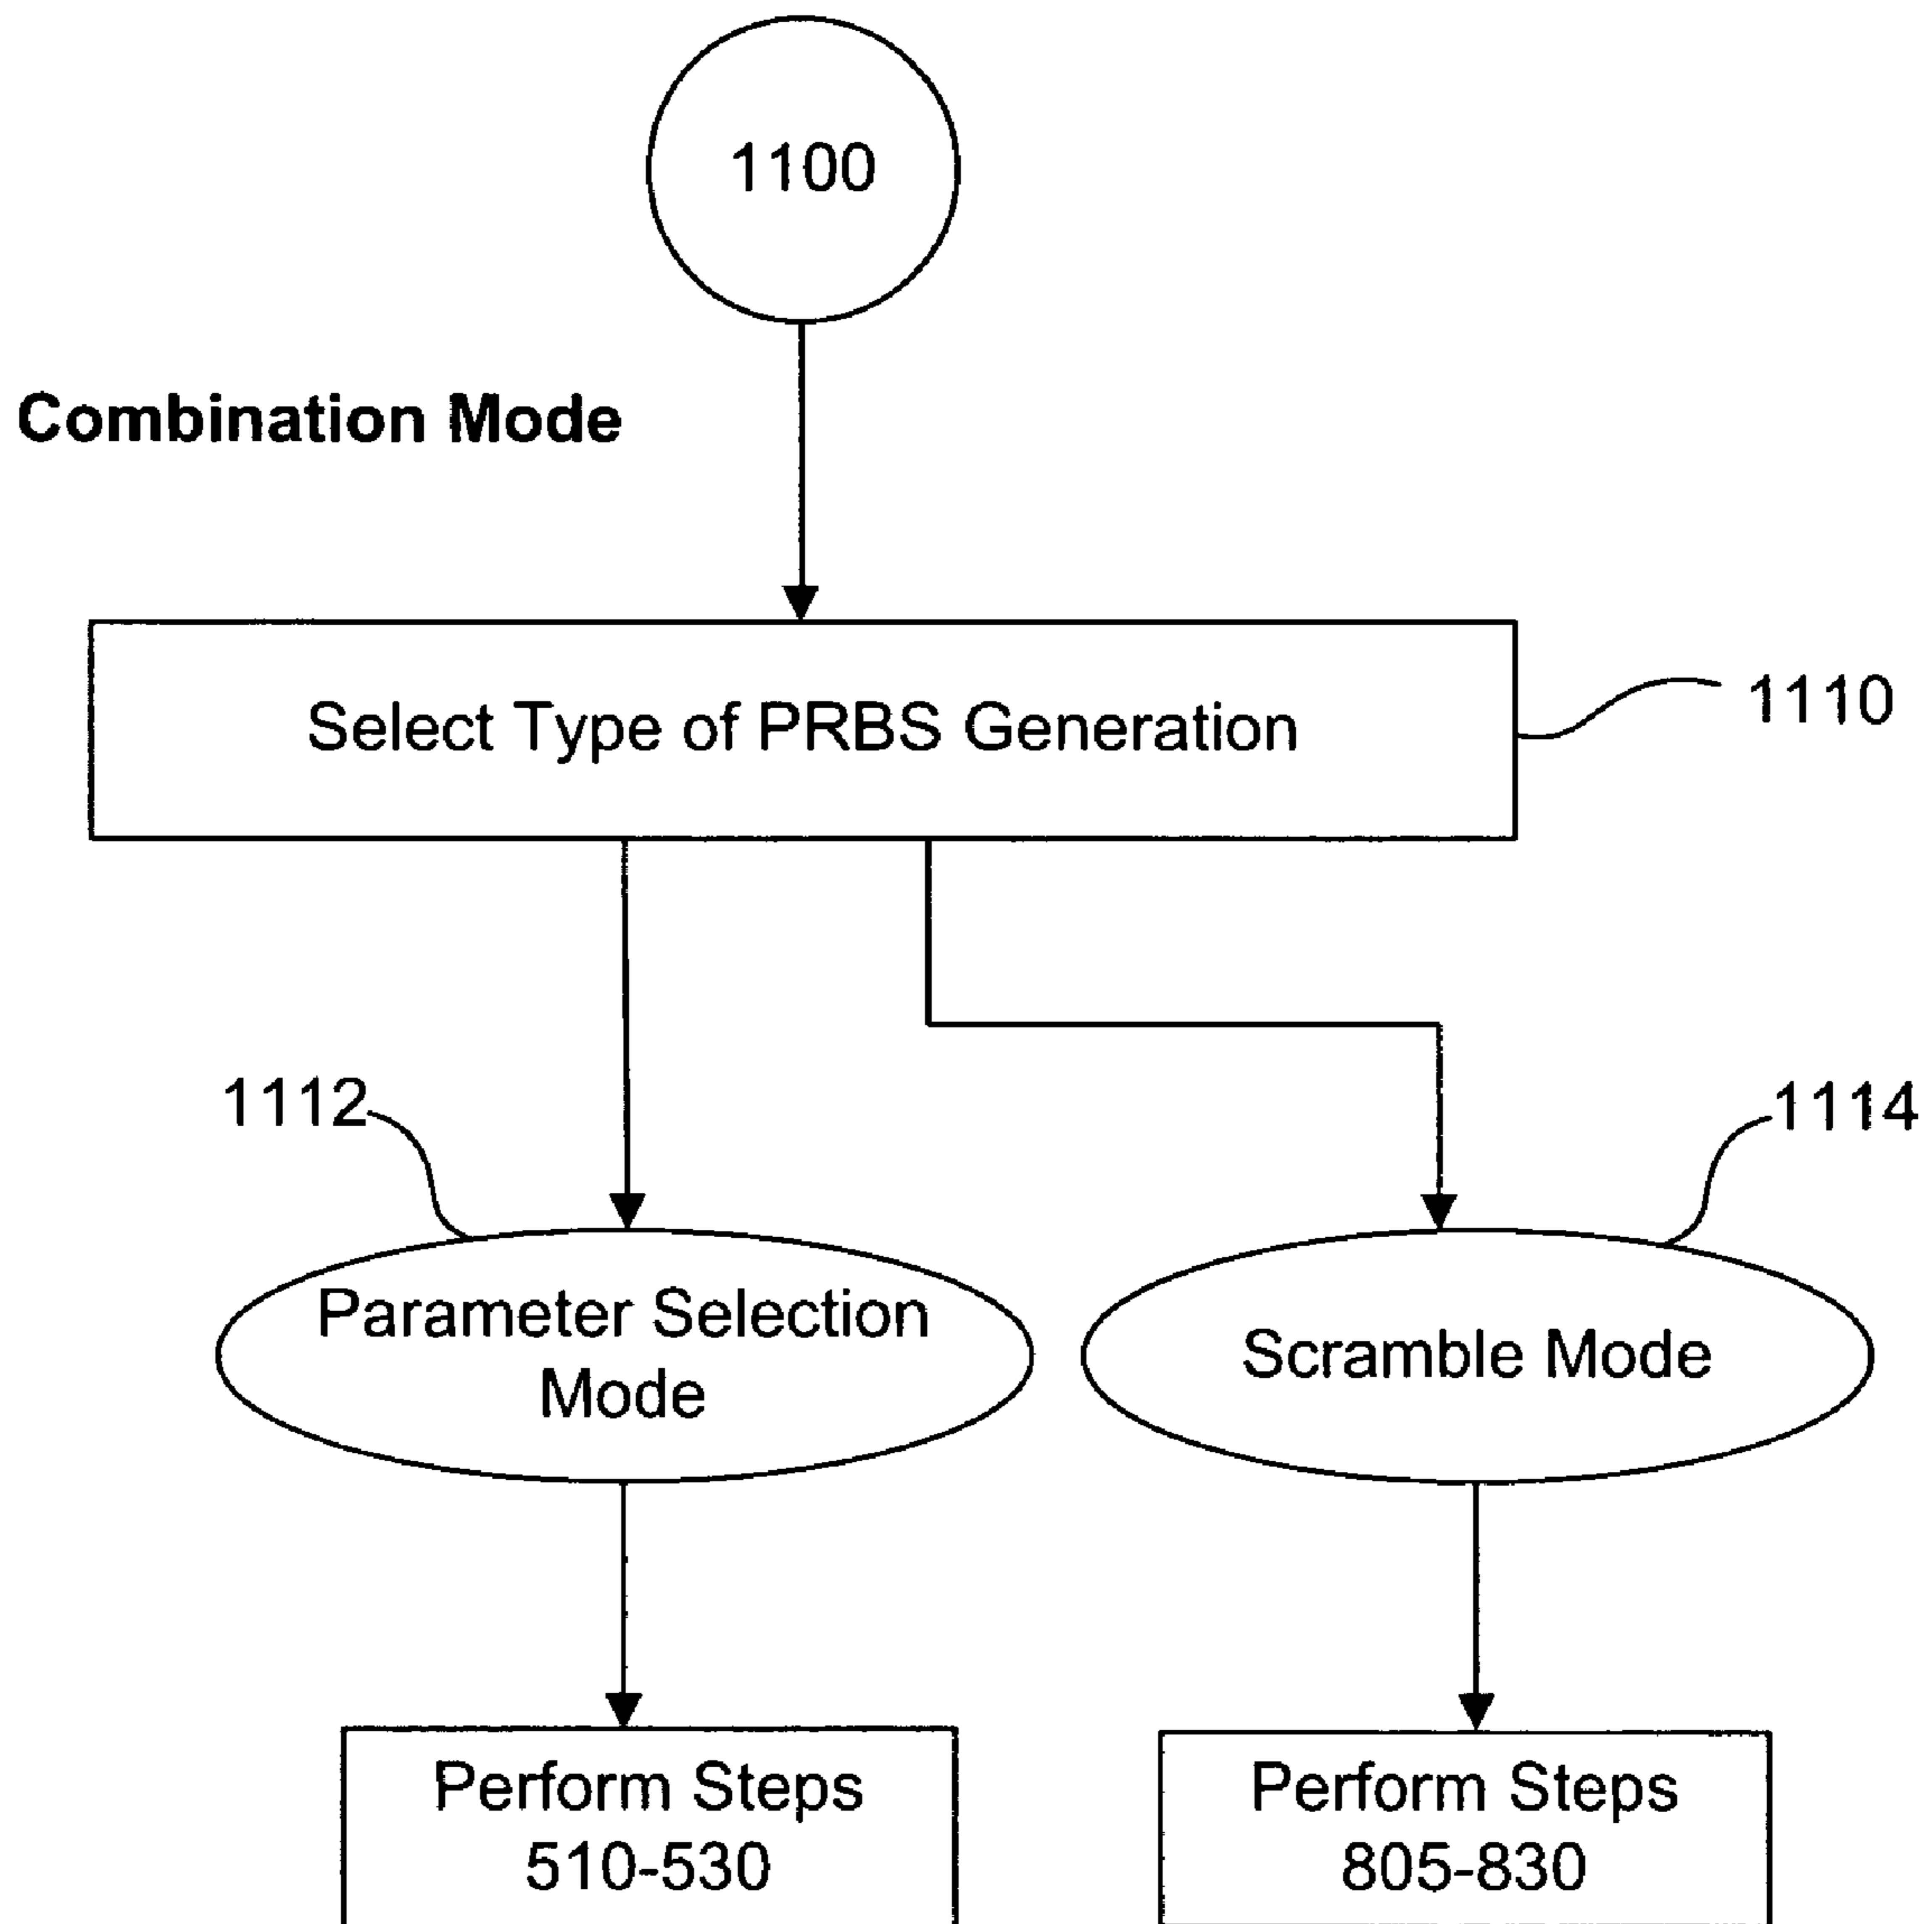 1100
Combination Mode
Select Type of PRBS Generation
1110
1112
1114
Parameter Selection
Mode
Scramble Mode
Perform Steps
510-530
Perform Steps
805-830